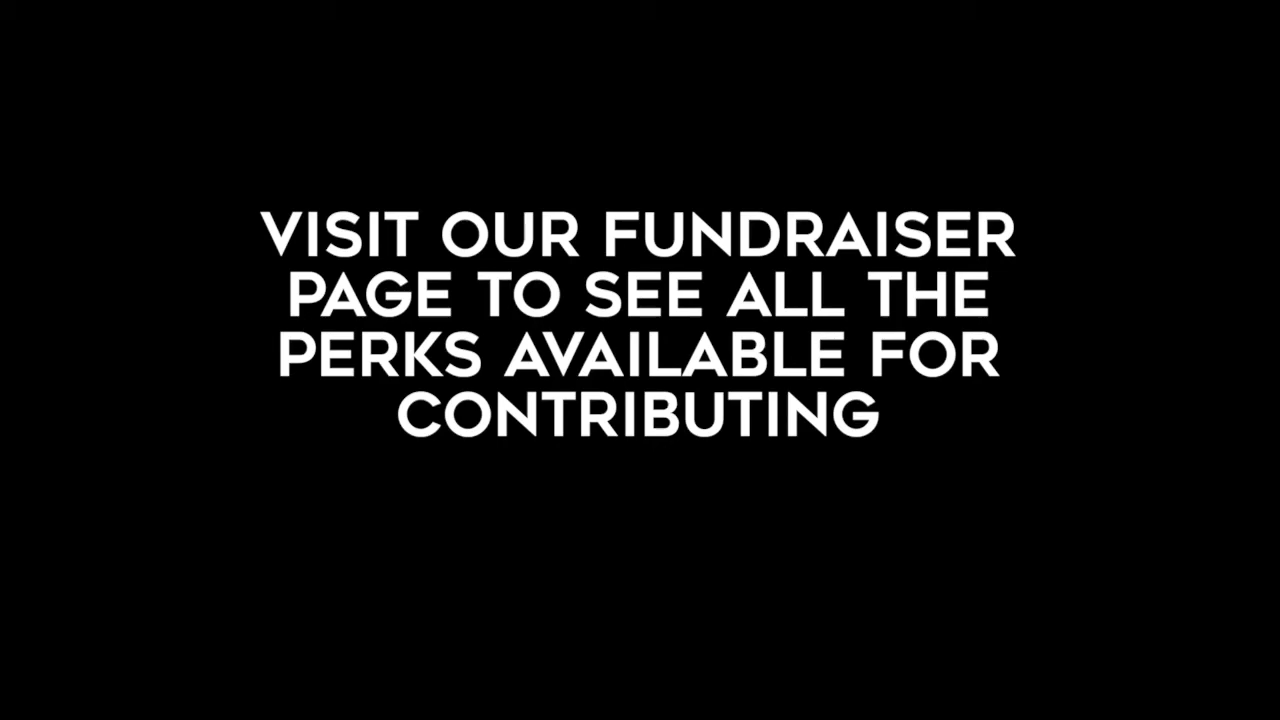 VISIT OUR FUNDRAISER
PAGE TO SEE ALL THE
PERKS AVAILABLE FOR
CONTRIBUTING